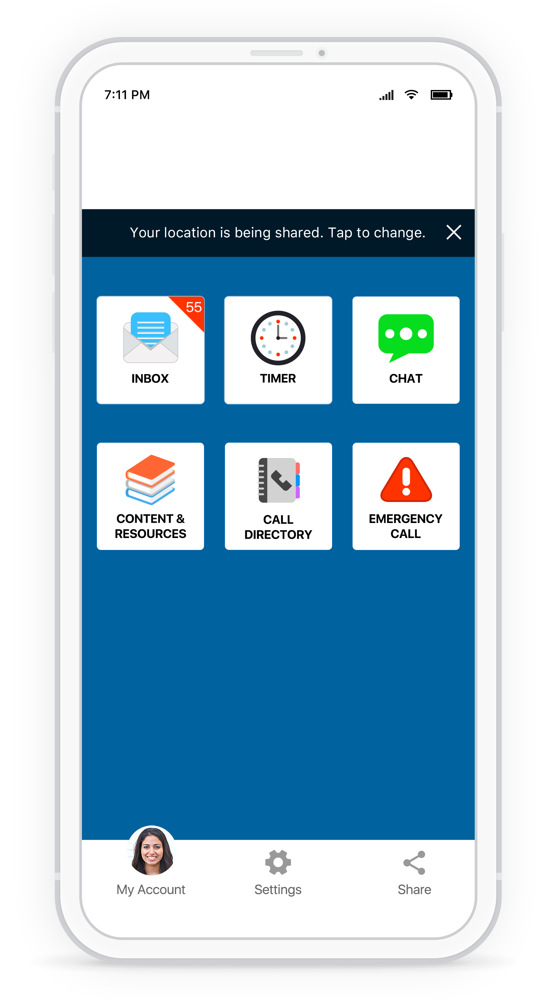 7:11 PM
Your location is being shared. Tap to change.
55
INBOX
TIMER
CHAT
CONTENT &
RESOURCES
CALL
DIRECTORY
EMERGENCY
CALL
My Account
Settings
Share